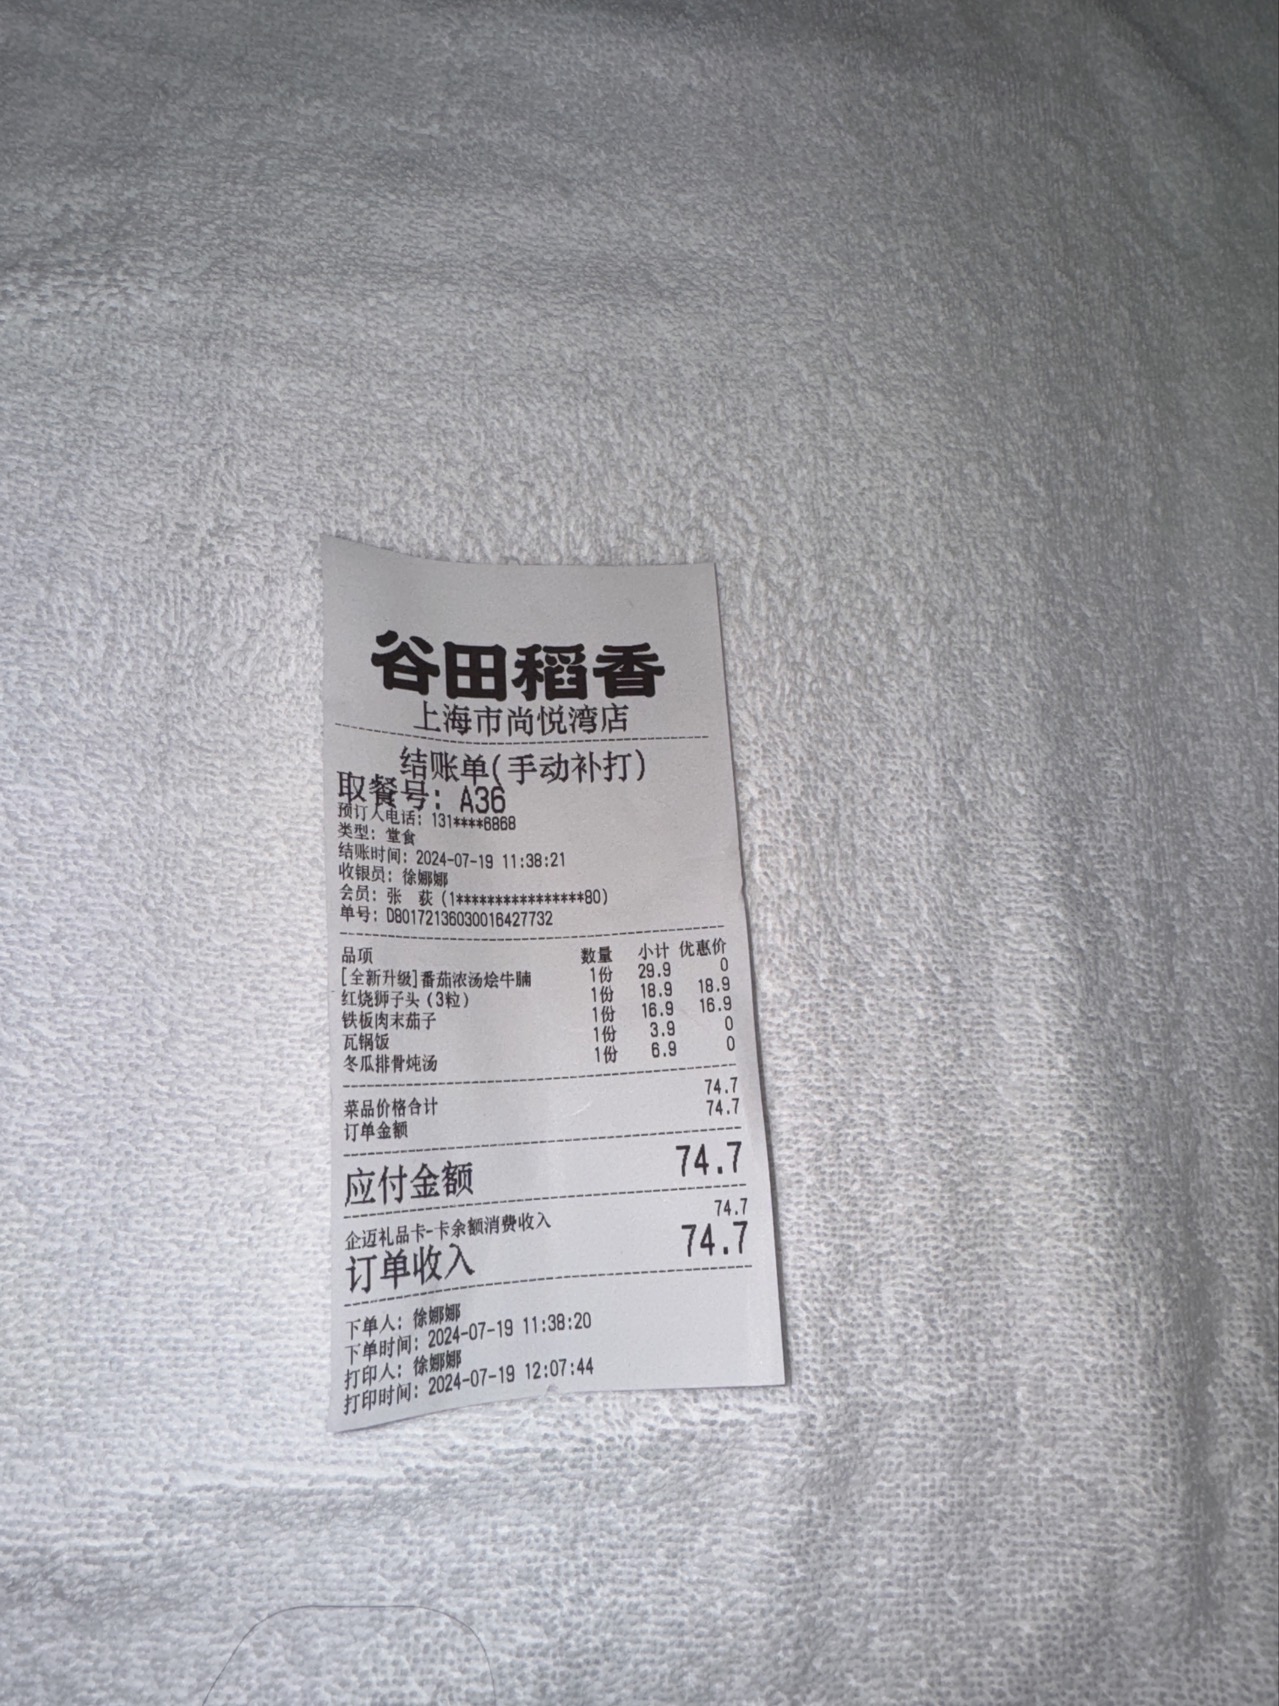 谷田稻香
上海市尚悦湾店
结账单(手动补打)
取餐号: A36
预订人电话: 131****6868
类型: 堂食
结账时间: 2024-07-19 11:38:21
收银员: 徐娜娜
会员: 张 荻 (1****************80)
单号: D80172136030016427732
品项 数量 小计 优惠价
[全新升级]番茄浓汤烩牛腩 1份 29.9 0
红烧狮子头(3粒) 1份 18.9 18.9
铁板肉末茄子 1份 16.9 16.9
瓦锅饭 1份 3.9 0
冬瓜排骨炖汤 1份 6.9 0
菜品价格合计 74.7
订单金额 74.7
应付金额 74.7
企迈礼品卡-卡余额消费收入 74.7
订单收入 74.7
下单人: 徐娜娜
下单时间: 2024-07-19 11:38:20
打印人: 徐娜娜
打印时间: 2024-07-19 12:07:44